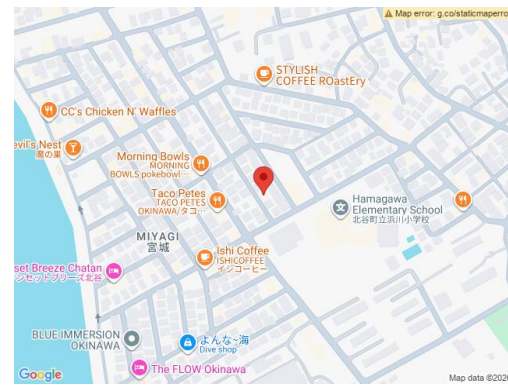 Map error: g.co/staticmaperro
STYLISH
COFFEE ROastEry
CC's Chicken N' Waffles
evil's Nest
魔の巣
Morning Bowls
MORNING
BOWLS pokebowl...
Taco Petes
TACO PETES
OKINAWA/タコ...
Hamagawa
Elementary School
北谷町立浜川小学校
MIYAGI
宮城
Ishi Coffee
ISHICOFFEE
イシコーヒー
set Breeze Chatan
ンセットブリーズ北谷
BLUE IMMERSION
OKINAWA
よんな~海
Dive shop
The FLOW Okinawa
Google
Map data ©2026